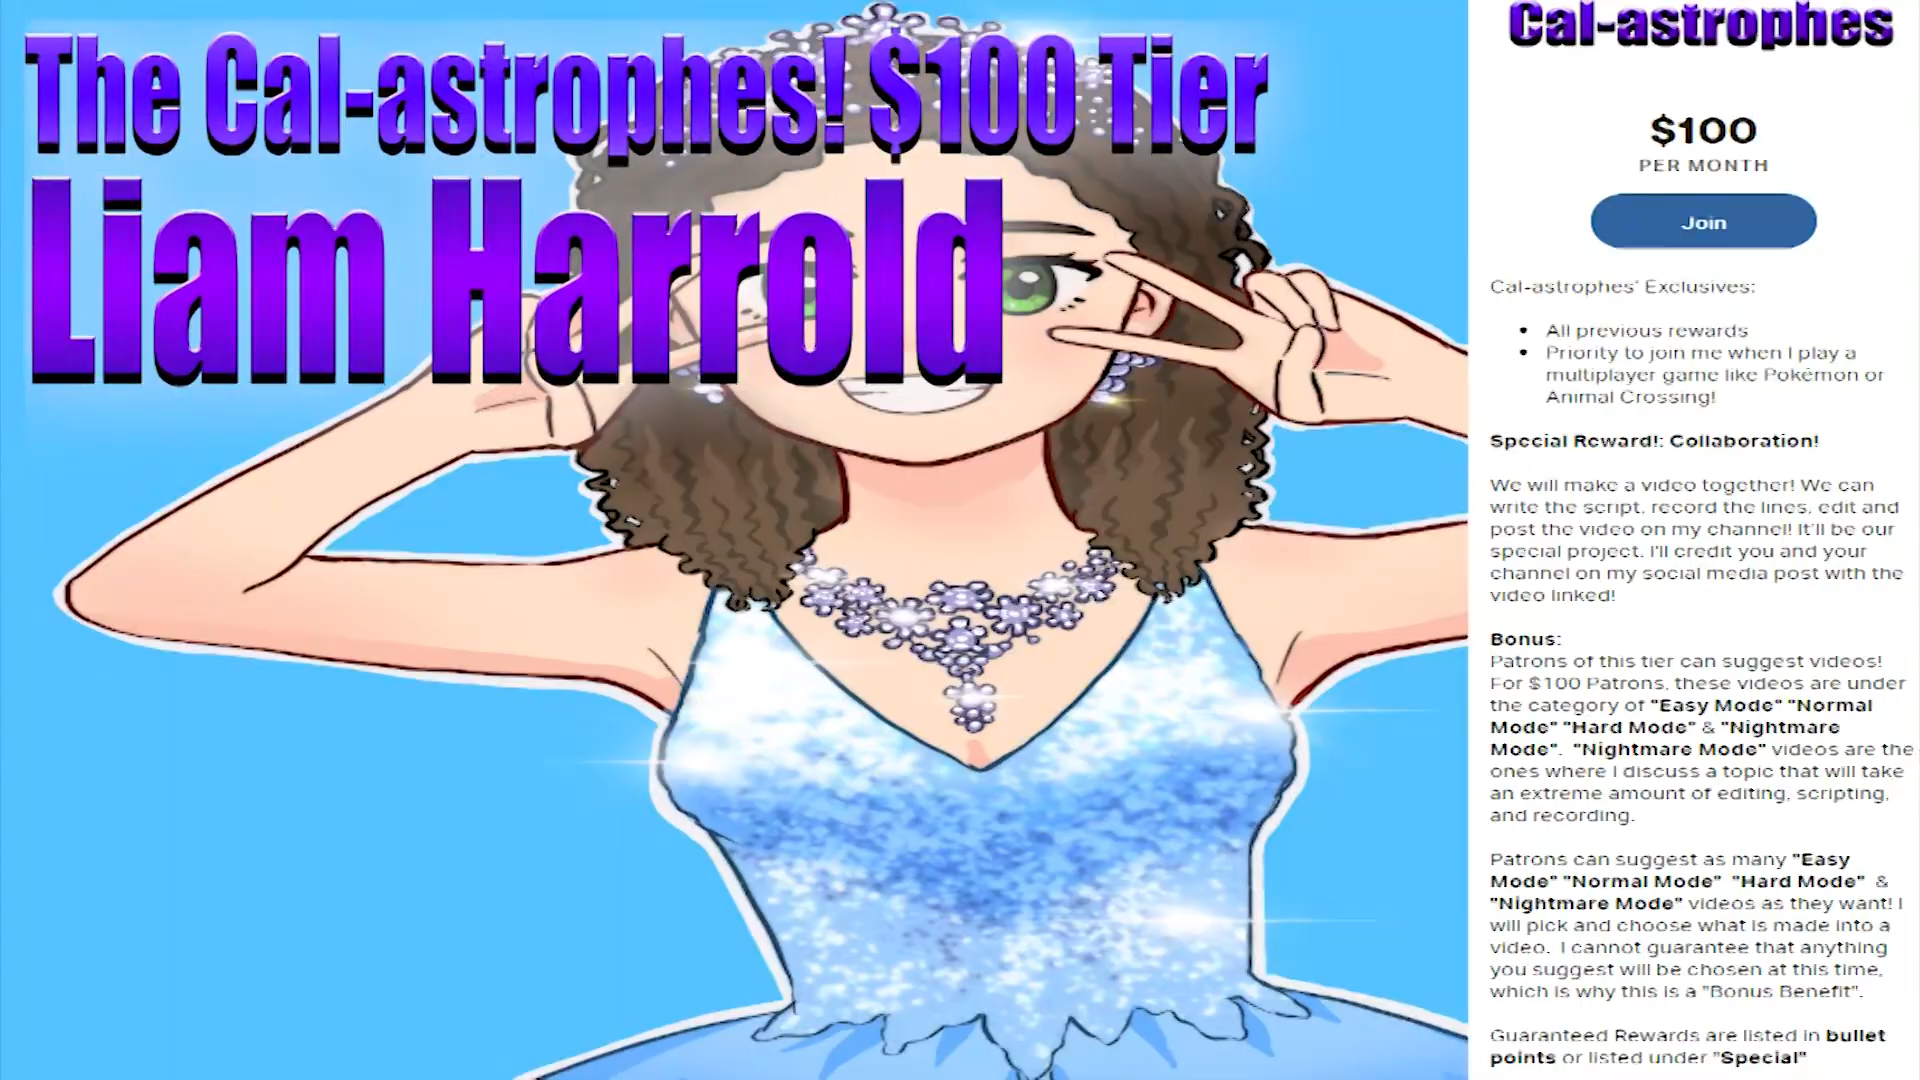 The Cal-astrophes! $100 Tier
Liam Harrold
Cal-astrophes
$100
PER MONTH
Join
Cal-astrophes' Exclusives:
• All previous rewards
• Priority to join me when I play a
multiplayer game like Pokémon or
Animal Crossing!
Special Reward!: Collaboration!
We will make a video together! We can
write the script, record the lines, edit and
post the video on my channel! It'll be our
special project. I'll credit you and your
channel on my social media post with the
video linked!
Bonus:
Patrons of this tier can suggest videos!
For $100 Patrons, these videos are under
the category of "Easy Mode" "Normal
Mode" "Hard Mode" & "Nightmare
Mode". "Nightmare Mode" videos are the
ones where I discuss a topic that will take
an extreme amount of editing, scripting,
and recording.
Patrons can suggest as many "Easy
Mode" "Normal Mode" "Hard Mode" &
"Nightmare Mode" videos as they want! I
will pick and choose what is made into a
video. I cannot guarantee that anything
you suggest will be chosen at this time,
which is why this is a "Bonus Benefit".
Guaranteed Rewards are listed in bullet
points or listed under "Special"